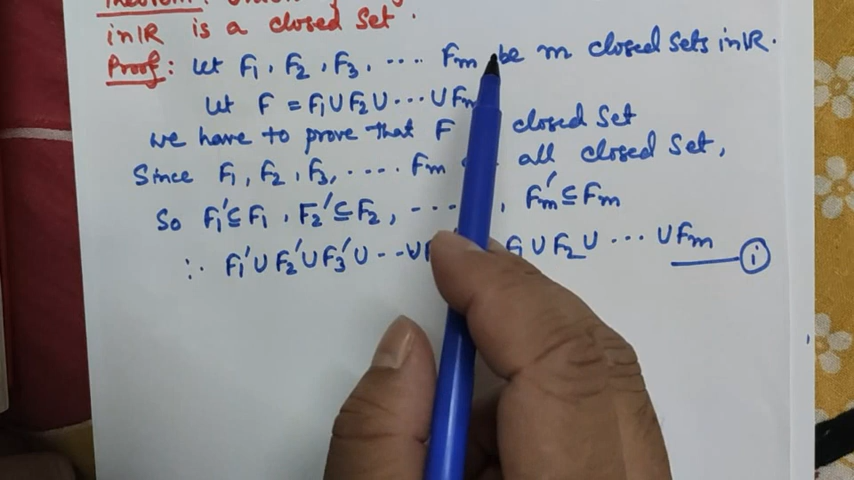 in IR is a closed Set.
Proof: Let F₁, F₂, F₃, .... Fm be m closed sets in IR.
Let F = F₁∪F₂∪...∪Fm
we have to prove that F closed Set
Since F₁, F₂, F₃, .... Fm all closed Set,
So F₁'⊆F₁, F₂'⊆F₂, ---- , Fm'⊆Fm
∴ F₁'∪F₂'∪F₃'∪--∪ F₁∪F₂∪...∪Fm —— ①